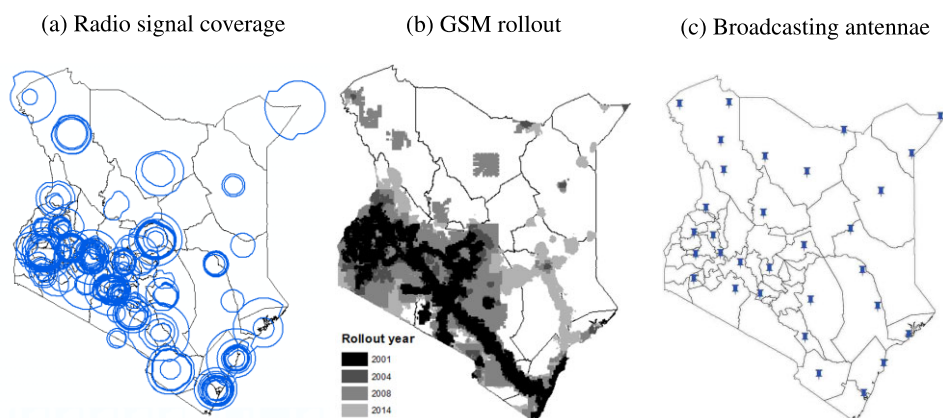 (a) Radio signal coverage
(b) GSM rollout
(c) Broadcasting antennae
Rollout year
2001
2004
2008
2014